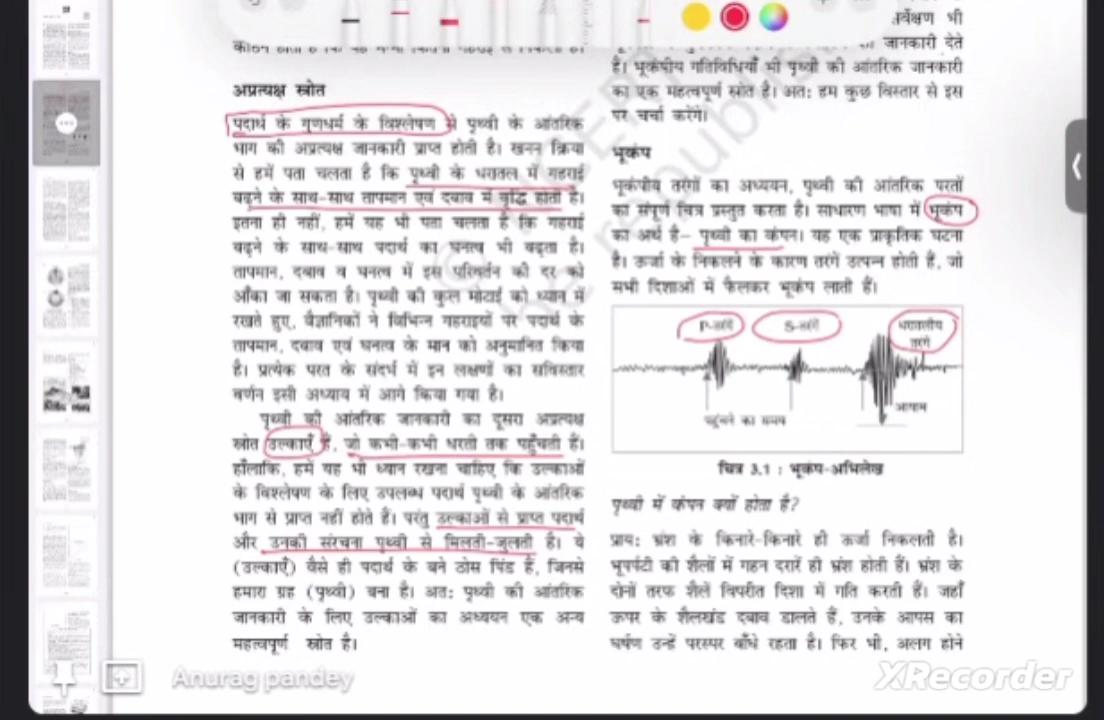 अप्रत्यक्ष स्रोत
पदार्थ के गुणधर्म के विश्लेषण से पृथ्वी के आंतरिक
भाग की अप्रत्यक्ष जानकारी प्राप्त होती है। खनन क्रिया
से हमें पता चलता है कि पृथ्वी के धरातल में गहराई
बढ़ने के साथ-साथ तापमान एवं दबाव में वृद्धि होती है।
इतना ही नहीं, हमें यह भी पता चलता है कि गहराई
बढ़ने के साथ-साथ पदार्थ का घनत्व भी बढ़ता है।
तापमान, दबाव व घनत्व में इस परिवर्तन की दर को
आँका जा सकता है। पृथ्वी की कुल मोटाई को ध्यान में
रखते हुए, वैज्ञानिकों ने विभिन्न गहराइयों पर पदार्थ के
तापमान, दबाव एवं घनत्व के मान को अनुमानित किया
है। प्रत्येक परत के संदर्भ में इन लक्षणों का सविस्तार
वर्णन इसी अध्याय में आगे किया गया है।
पृथ्वी की आंतरिक जानकारी का दूसरा अप्रत्यक्ष
स्रोत उल्काएँ हैं, जो कभी-कभी धरती तक पहुँचती हैं।
हाँलाकि, हमें यह भी ध्यान रखना चाहिए कि उल्काओं
के विश्लेषण के लिए उपलब्ध पदार्थ पृथ्वी के आंतरिक
भाग से प्राप्त नहीं होते हैं। परंतु उल्काओं से प्राप्त पदार्थ
और उनकी संरचना पृथ्वी से मिलती-जुलती है। ये
(उल्काएँ) वैसे ही पदार्थ के बने ठोस पिंड हैं, जिनसे
हमारा ग्रह (पृथ्वी) बना है। अतः पृथ्वी की आंतरिक
जानकारी के लिए उल्काओं का अध्ययन एक अन्य
महत्वपूर्ण स्रोत है।
र्वेक्षण भी
जानकारी देते
है। भूकंपीय गतिविधियाँ भी पृथ्वी की आंतरिक जानकारी
का एक महत्वपूर्ण स्रोत है। अतः हम कुछ विस्तार से इस
पर चर्चा करेंगे।
भूकंप
भूकंपीय तरंगों का अध्ययन, पृथ्वी की आंतरिक परतों
का संपूर्ण चित्र प्रस्तुत करता है। साधारण भाषा में भूकंप
का अर्थ है- पृथ्वी का कंपन। यह एक प्राकृतिक घटना
है। ऊर्जा के निकलने के कारण तरंगें उत्पन्न होती हैं, जो
सभी दिशाओं में फैलकर भूकंप लाती हैं।
P-तरंगें S-तरंगें धरातलीय
तरंगें
आयाम
पहुंचने का समय
चित्र 3.1 : भूकंप-अभिलेख
पृथ्वी में कंपन क्यों होता है?
प्रायः भ्रंश के किनारे-किनारे ही ऊर्जा निकलती है।
भूपर्पटी की शैलों में गहन दरारें ही भ्रंश होती हैं। भ्रंश के
दोनों तरफ शैलें विपरीत दिशा में गति करती हैं। जहाँ
ऊपर के शैलखंड दबाव डालते हैं, उनके आपस का
घर्षण उन्हें परस्पर बाँधे रहता है। फिर भी, अलग होने
Anurag pandey
XRecorder